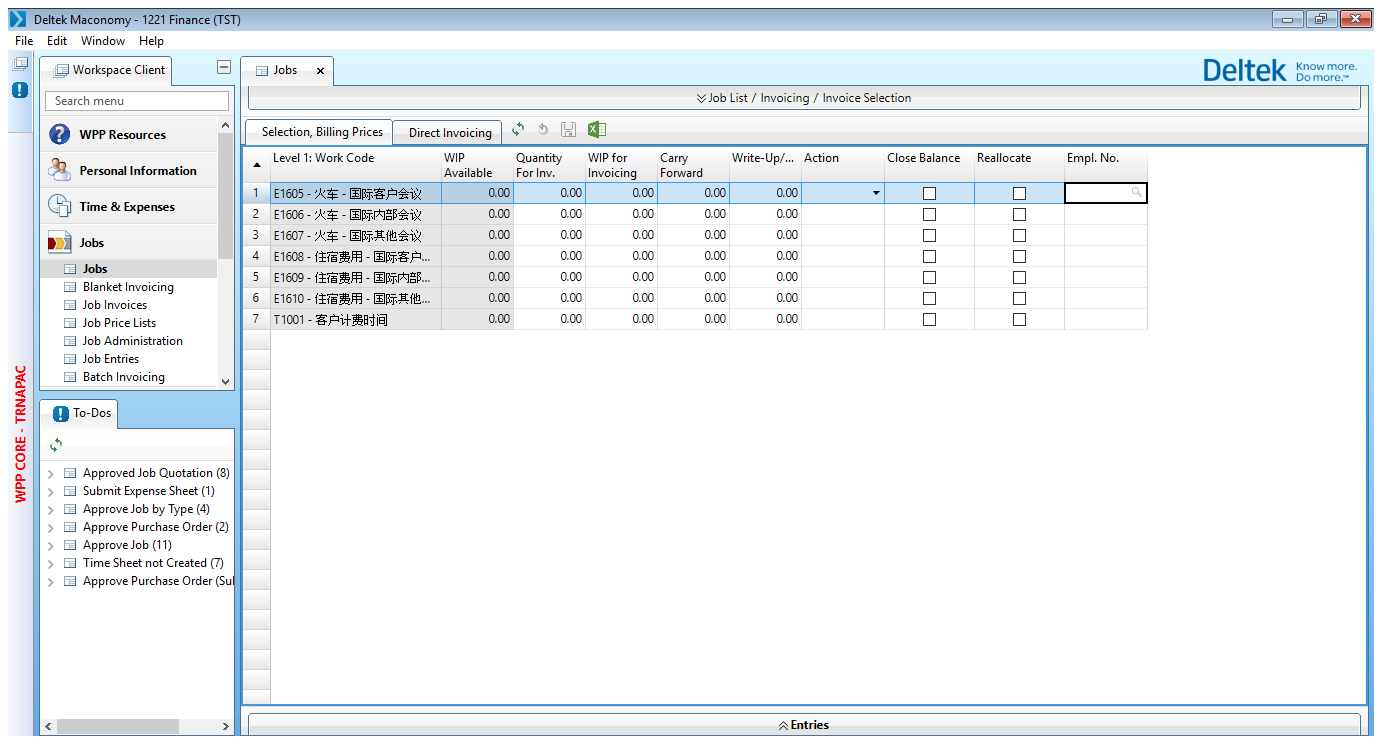 Deltek Maconomy - 1221 Finance (TST)
File Edit Window Help
Workspace Client
Search menu
WPP Resources
Personal Information
Time & Expenses
Jobs
Jobs
Blanket Invoicing
Job Invoices
Job Price Lists
Job Administration
Job Entries
Batch Invoicing
WPP CORE - TRNAPAC
To-Dos
Approved Job Quotation (8)
Submit Expense Sheet (1)
Approve Job by Type (4)
Approve Purchase Order (2)
Approve Job (11)
Time Sheet not Created (7)
Approve Purchase Order (Sul
Jobs
Deltek Know more.
Do more.™
Job List / Invoicing / Invoice Selection
Selection, Billing Prices Direct Invoicing
Level 1: Work Code WIP Available Quantity For Inv. WIP for Invoicing Carry Forward Write-Up/... Action Close Balance Reallocate Empl. No.
1 E1605 - 火车 - 国际客户会议 0.00 0.00 0.00 0.00 0.00
2 E1606 - 火车 - 国际内部会议 0.00 0.00 0.00 0.00 0.00
3 E1607 - 火车 - 国际其他会议 0.00 0.00 0.00 0.00 0.00
4 E1608 - 住宿费用 - 国际客户... 0.00 0.00 0.00 0.00 0.00
5 E1609 - 住宿费用 - 国际内部... 0.00 0.00 0.00 0.00 0.00
6 E1610 - 住宿费用 - 国际其他... 0.00 0.00 0.00 0.00 0.00
7 T1001 - 客户计费时间 0.00 0.00 0.00 0.00 0.00
Entries